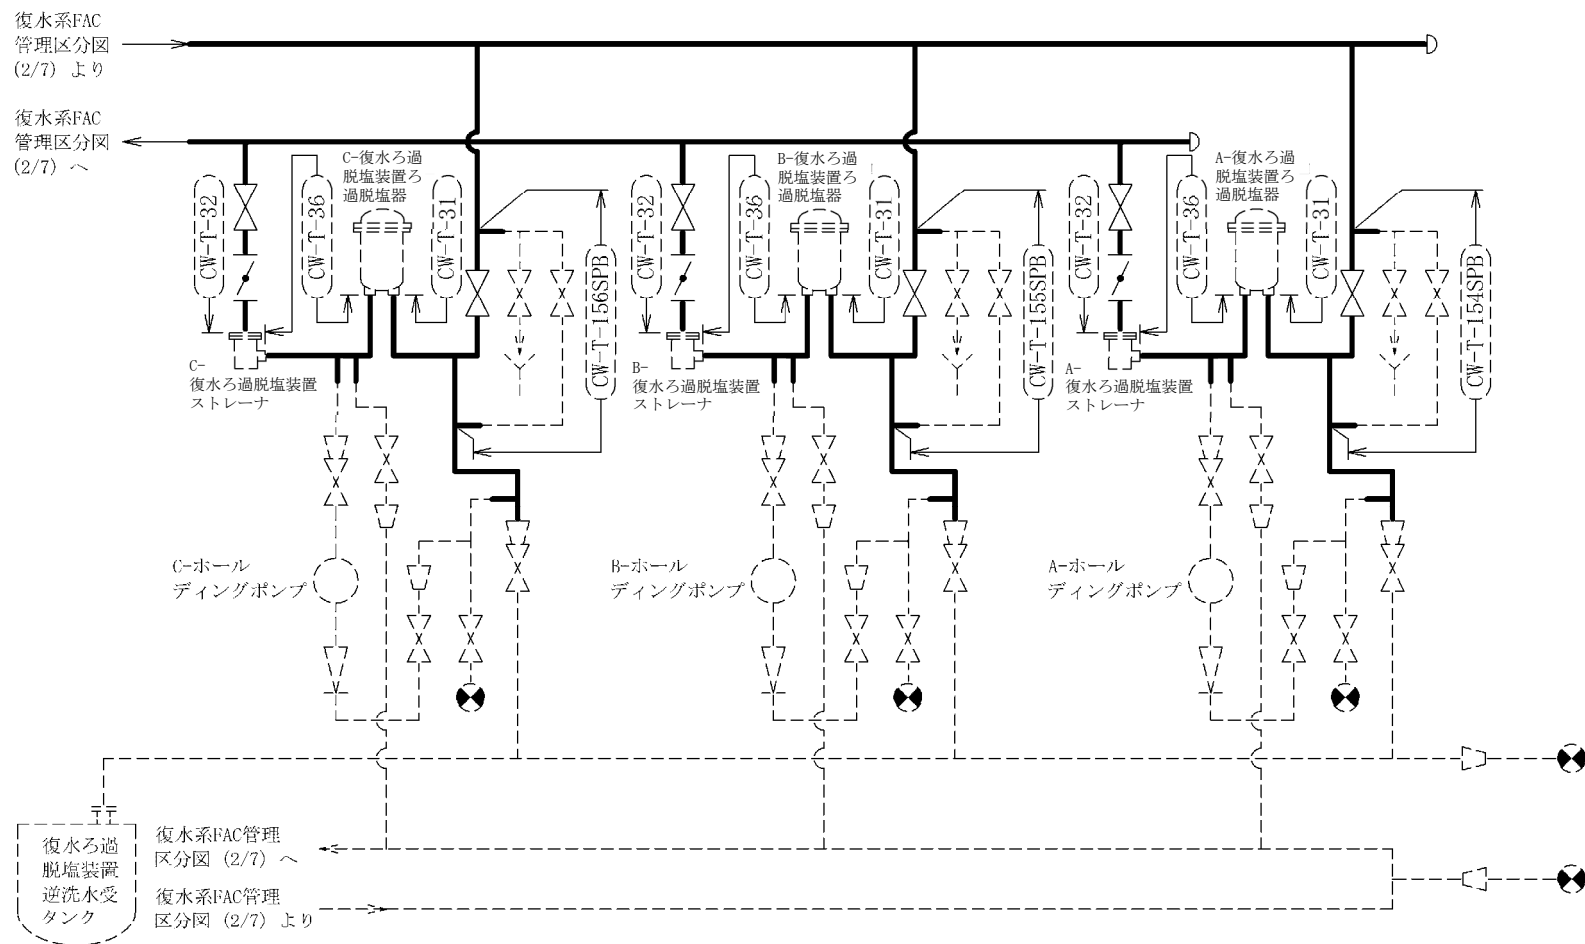 復水系FAC
管理区分図
(2/7) より
復水系FAC
管理区分図
(2/7) へ
C-復水ろ過
脱塩装置ろ
過脱塩器
CW-T-32
CW-T-36
CW-T-31
CW-T-156SPB
C-
復水ろ過脱塩装置
ストレーナ
B-復水ろ過
脱塩装置ろ
過脱塩器
CW-T-32
CW-T-36
CW-T-31
CW-T-155SPB
B-
復水ろ過脱塩装置
ストレーナ
A-復水ろ過
脱塩装置ろ
過脱塩器
CW-T-32
CW-T-36
CW-T-31
CW-T-154SPB
A-
復水ろ過脱塩装置
ストレーナ
C-ホール
ディングポンプ
B-ホール
ディングポンプ
A-ホール
ディングポンプ
復水ろ過
脱塩装置
逆洗水受
タンク
復水系FAC管理
区分図 (2/7) へ
復水系FAC管理
区分図 (2/7) より